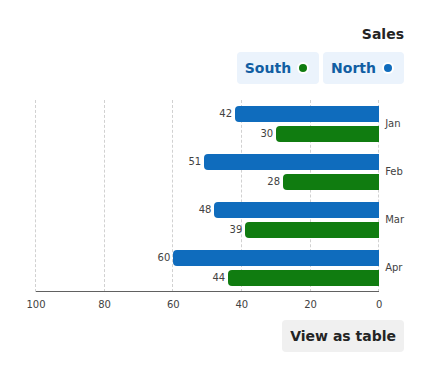 Sales
South North
42 Jan
30
51 Feb
28
48 Mar
39
60 Apr
44
100 80 60 40 20 0
View as table